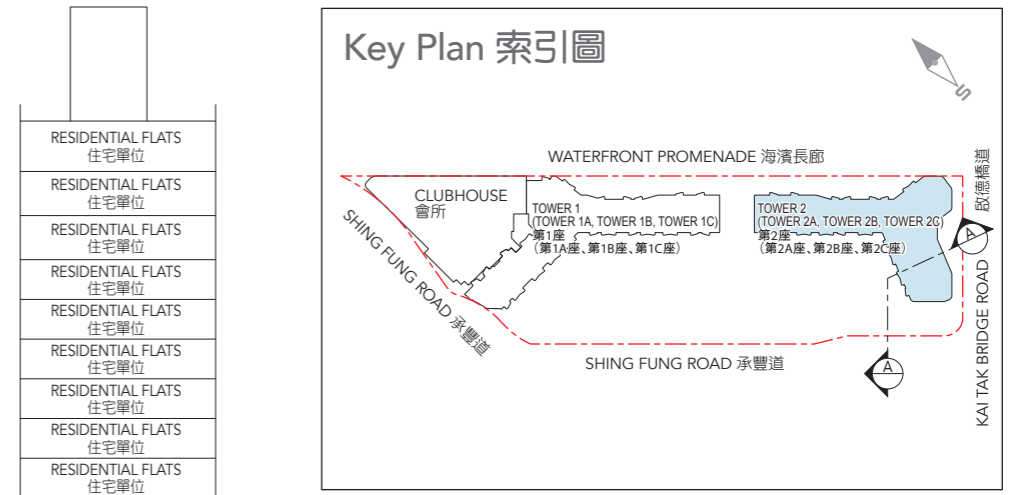 RESIDENTIAL FLATS
住宅單位
RESIDENTIAL FLATS
住宅單位
RESIDENTIAL FLATS
住宅單位
RESIDENTIAL FLATS
住宅單位
RESIDENTIAL FLATS
住宅單位
RESIDENTIAL FLATS
住宅單位
RESIDENTIAL FLATS
住宅單位
RESIDENTIAL FLATS
住宅單位
RESIDENTIAL FLATS
住宅單位
Key Plan 索引圖
S
WATERFRONT PROMENADE 海濱長廊
CLUBHOUSE
會所
TOWER 1
(TOWER 1A, TOWER 1B, TOWER 1C)
第1座
(第1A座、第1B座、第1C座)
TOWER 2
(TOWER 2A, TOWER 2B, TOWER 2C)
第2座
(第2A座、第2B座、第2C座)
SHING FUNG ROAD 承豐道
SHING FUNG ROAD 承豐道
KAI TAK BRIDGE ROAD 啟德橋道
A
A